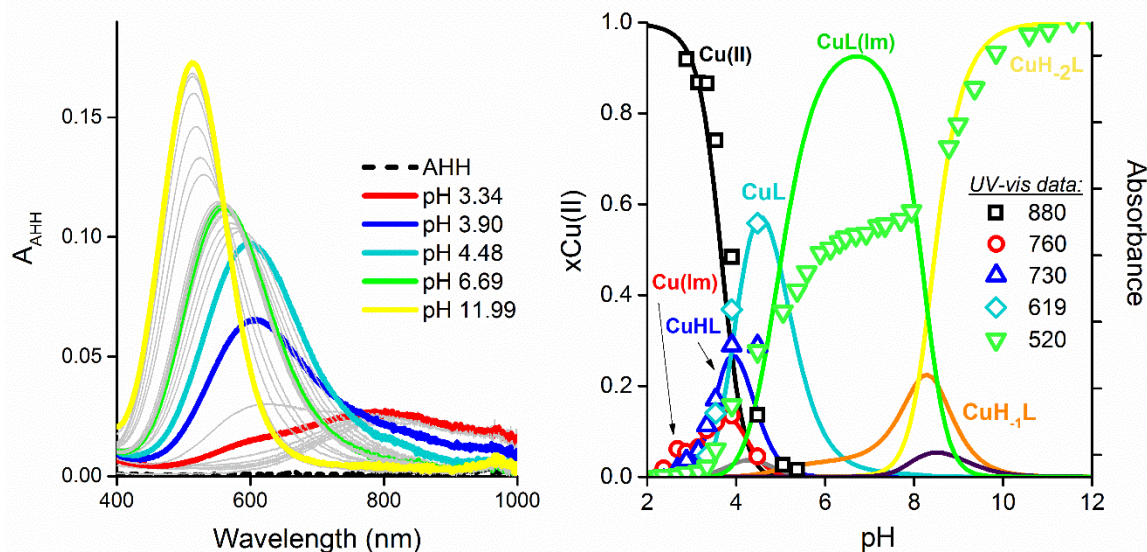 A_AHH
0.15
0.10
0.05
0.00
400
600
800
1000
Wavelength (nm)
AHH
pH 3.34
pH 3.90
pH 4.48
pH 6.69
pH 11.99
xCu(II)
1.0
0.8
0.6
0.4
0.2
0.0
2
4
6
8
10
12
pH
Absorbance
Cu(II)
CuL(Im)
CuH₋₂L
CuL
Cu(Im)
CuHL
CuH₋₁L
UV-vis data:
880
760
730
619
520